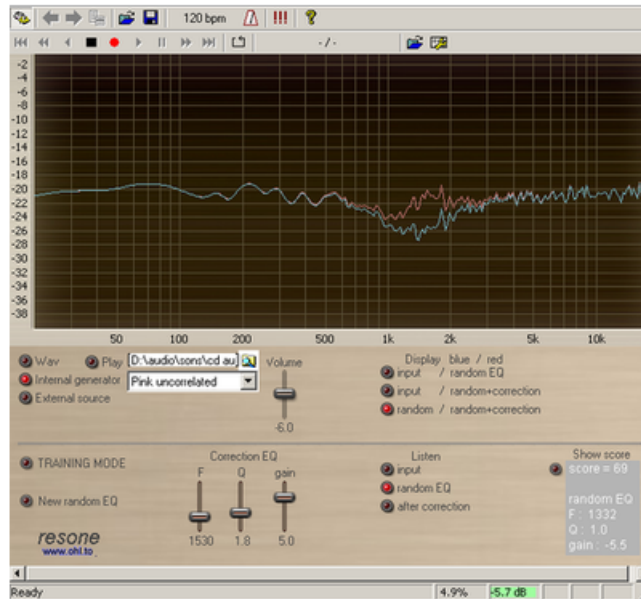 120 bpm
!!!
?
-/-
-2
-4
-6
-8
-10
-12
-14
-16
-18
-20
-22
-24
-26
-28
-30
-32
-34
-36
-38
50 100 200 500 1k 2k 5k 10k
Wav Play D:\audio\sons\cd au Volume Display blue / red
Internal generator Pink uncorrelated input / random EQ
External source input / random+correction
-6.0 random / random+correction
TRAINING MODE Correction EQ Listen Show score
F Q gain input score = 69
New random EQ random EQ random EQ
after correction F : 1332
resone 1530 1.8 5.0 Q : 1.0
www.ohl.to gain : -5.5
Ready 4.9% -5.7 dB